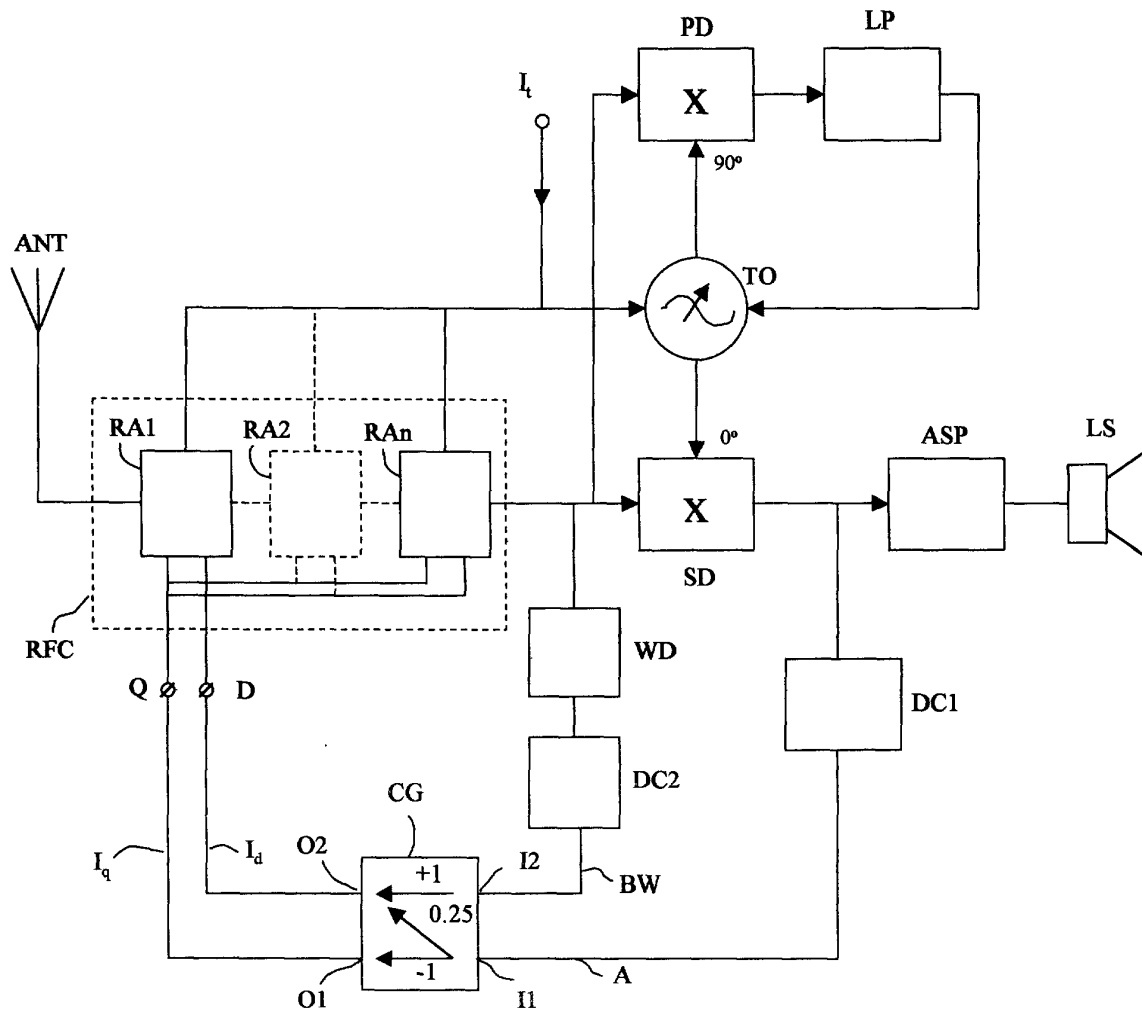 PD
LP
X
I_t
90°
ANT
TO
RA1
RA2
RAn
0°
ASP
LS
X
SD
RFC
WD
Q
D
DC1
DC2
CG
I_q
I_d
O2
+1
I2
BW
0.25
-1
O1
I1
A